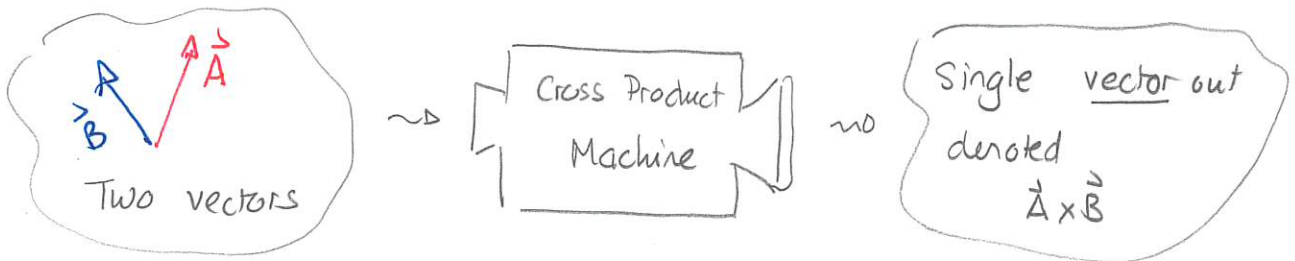 A⃗
B⃗
Two vectors
Cross Product
Machine
Single vector out
denoted
A⃗ × B⃗